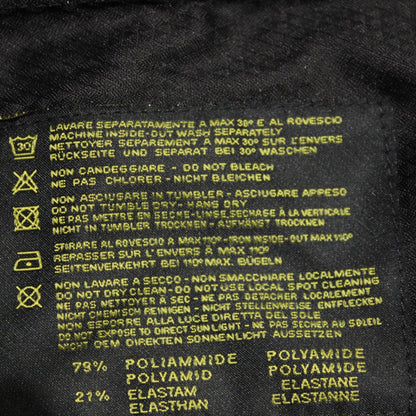 LAVARE SEPARATAMENTE A MAX 30° E AL ROVESCIO
MACHINE INSIDE-OUT WASH SEPARATELY
NETTOYER SEPAREMENT A MAX 30° SUR L'ENVERS
RÜCKSEITE UND SEPARAT BEI 30° WASCHEN
30
NON CANDEGGIARE - DO NOT BLEACH
NE PAS CHLORER - NICHT BLEICHEN
NON ASCIUGARE IN TUMBLER - ASCIUGARE APPESO
DO NOT TUMBLE DRY - HANG DRY
NE PAS METTRE EN SECHE-LINGE, SECHAGE A LA VERTICALE
NICHT IN TUMBLER TROCKNEN - AUFHÄNGT TROCKNEN
STIRARE AL ROVESCIO A MAX 110° - IRON INSIDE-OUT MAX 110°
REPASSER SUR L'ENVERS À MAX 110°
SEITENVERKEHRT BEI 110° MAX. BÜGELN
NON LAVARE A SECCO - NON SMACCHIARE LOCALMENTE
DO NOT DRY CLEAN - DO NOT USE LOCAL SPOT CLEANING
NE PAS NETTOYER À SEC - NE PAS DETACHER LOCALEMENT
NICHT CHEMISCH REINIGEN - NICHT STELLENWEISE ENTFLECKEN
NON ESPORRE ALLA LUCE DIRETTA DEL SOLE
DO NOT EXPOSE TO DIRECT SUN LIGHT - NE PAS SECHER AU SOLEIL
NICHT DEM DIREKTEN SONNENLICHT AUSSETZEN
79% POLIAMMIDE POLYAMIDE
POLYAMID POLYAMIDE
21% ELASTAM ELASTANE
ELASTHAN ELASTANNE